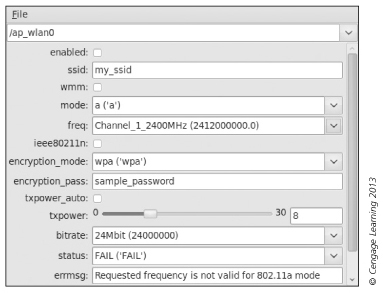 File
/ap_wlan0
enabled:
ssid: my_ssid
wmm:
mode: a ('a')
freq: Channel_1_2400MHz (2412000000.0)
ieee80211n:
encryption_mode: wpa ('wpa')
encryption_pass: sample_password
txpower_auto:
txpower: 0 30 8
bitrate: 24Mbit (24000000)
status: FAIL ('FAIL')
errmsg: Requested frequency is not valid for 802.11a mode
© Cengage Learning 2013